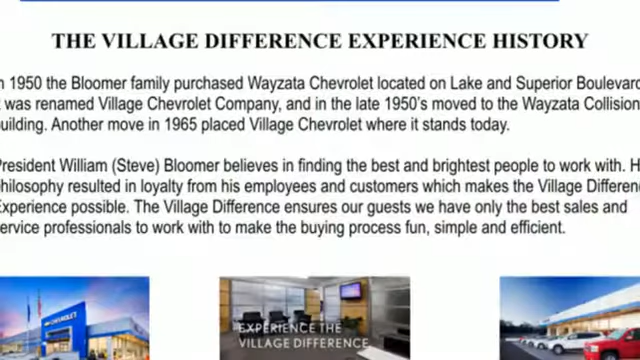 THE VILLAGE DIFFERENCE EXPERIENCE HISTORY
n 1950 the Bloomer family purchased Wayzata Chevrolet located on Lake and Superior Boulevard
was renamed Village Chevrolet Company, and in the late 1950's moved to the Wayzata Collision
uilding. Another move in 1965 placed Village Chevrolet where it stands today.
President William (Steve) Bloomer believes in finding the best and brightest people to work with. H
philosophy resulted in loyalty from his employees and customers which makes the Village Differenc
Experience possible. The Village Difference ensures our guests we have only the best sales and
ervice professionals to work with to make the buying process fun, simple and efficient.
CHEVROLET
EXPERIENCE THE
VILLAGE DIFFERENCE